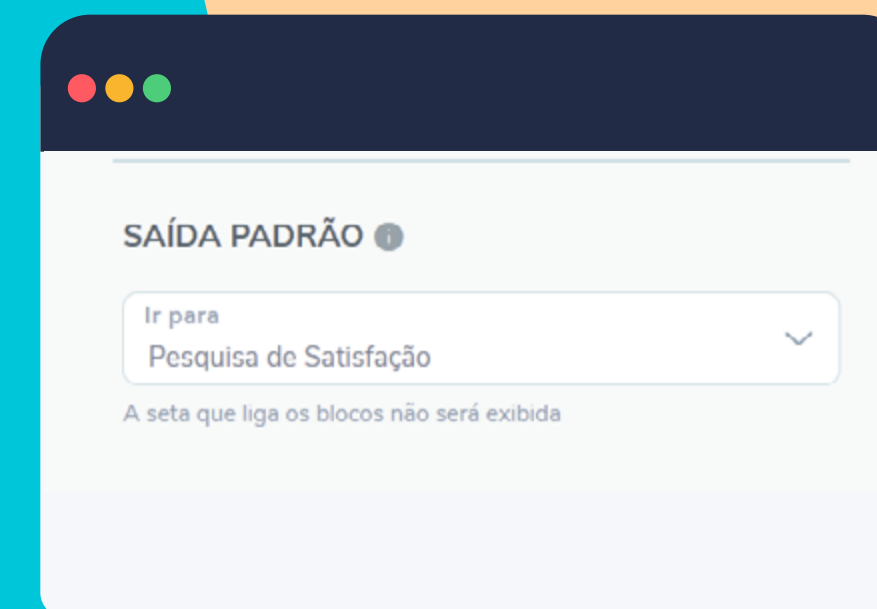 SAÍDA PADRÃO
Ir para
Pesquisa de Satisfação
A seta que liga os blocos não será exibida